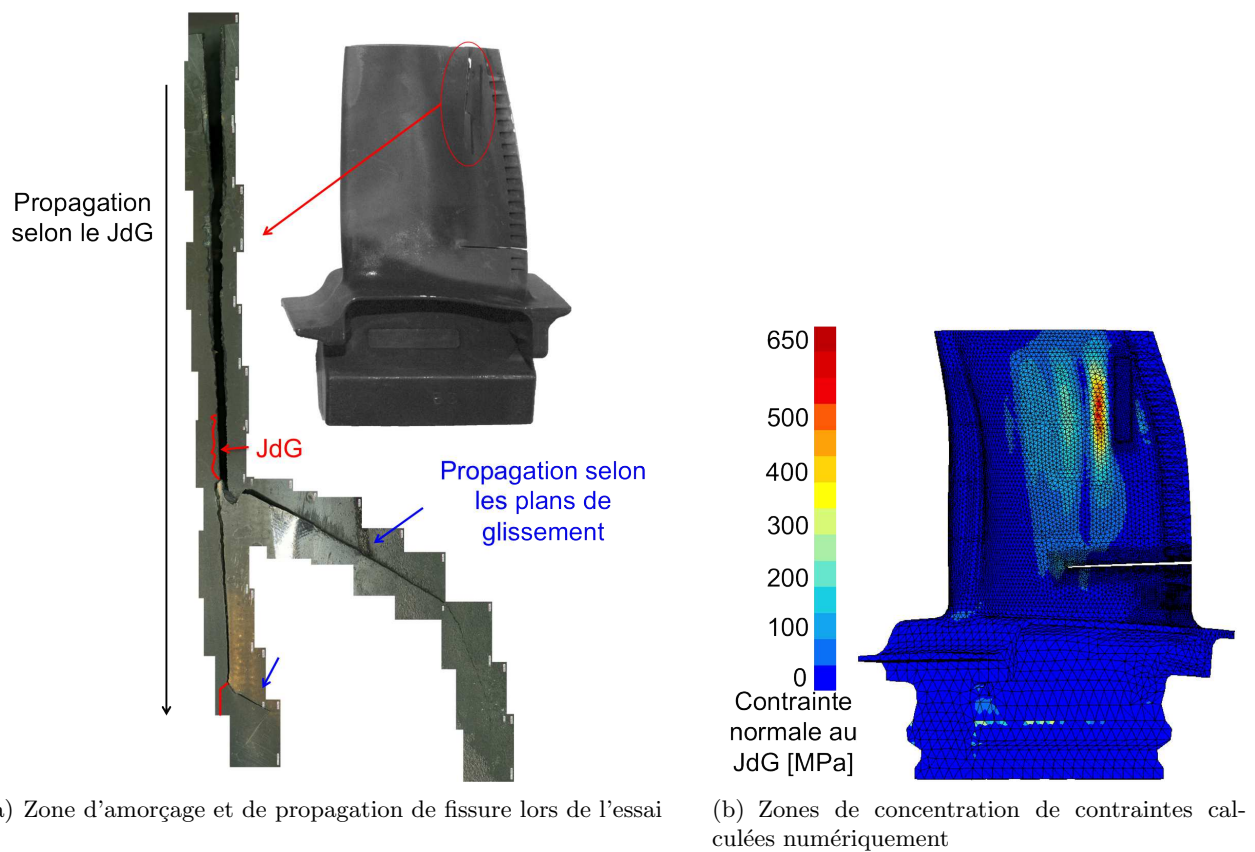 Propagation
selon le JdG
JdG
Propagation selon
les plans de
glissement
650
500
400
300
200
100
0
Contrainte
normale au
JdG [MPa]
a) Zone d'amorçage et de propagation de fissure lors de l'essai
(b) Zones de concentration de contraintes cal-
culées numériquement